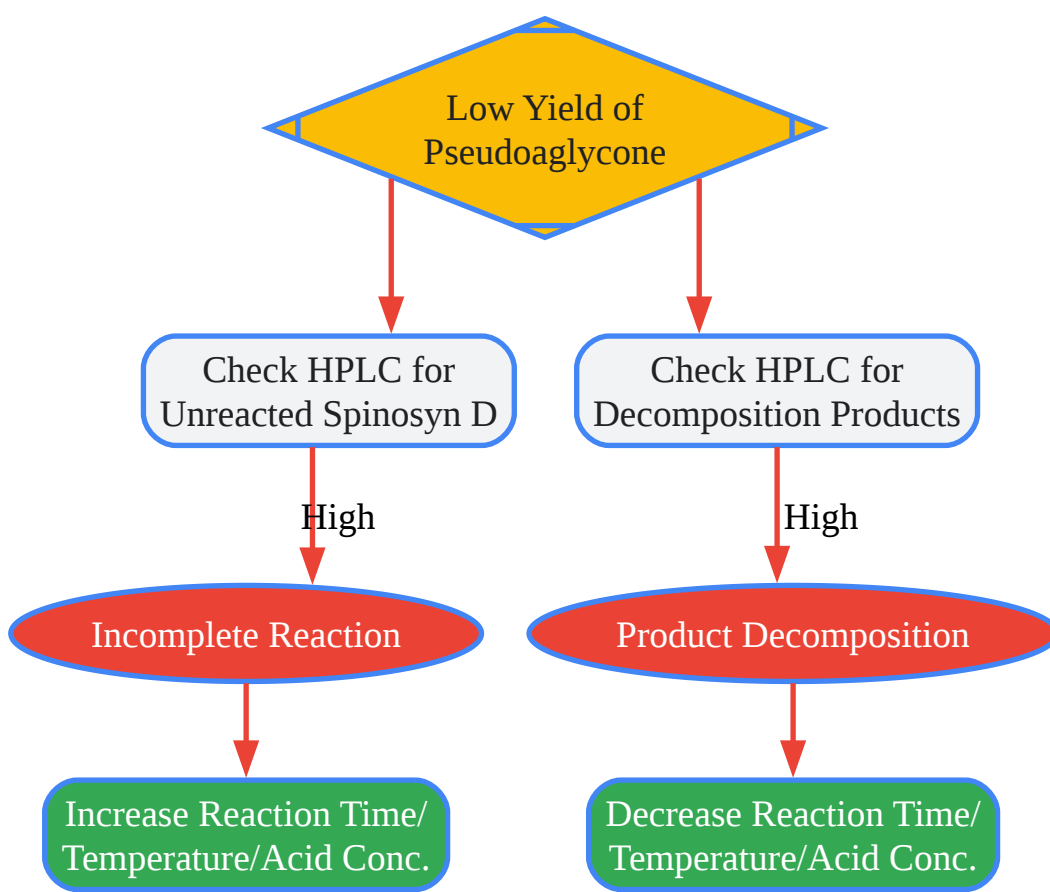 Low Yield of
Pseudoaglycone
Check HPLC for
Unreacted Spinosyn D
Check HPLC for
Decomposition Products
High
High
Incomplete Reaction
Product Decomposition
Increase Reaction Time/
Temperature/Acid Conc.
Decrease Reaction Time/
Temperature/Acid Conc.